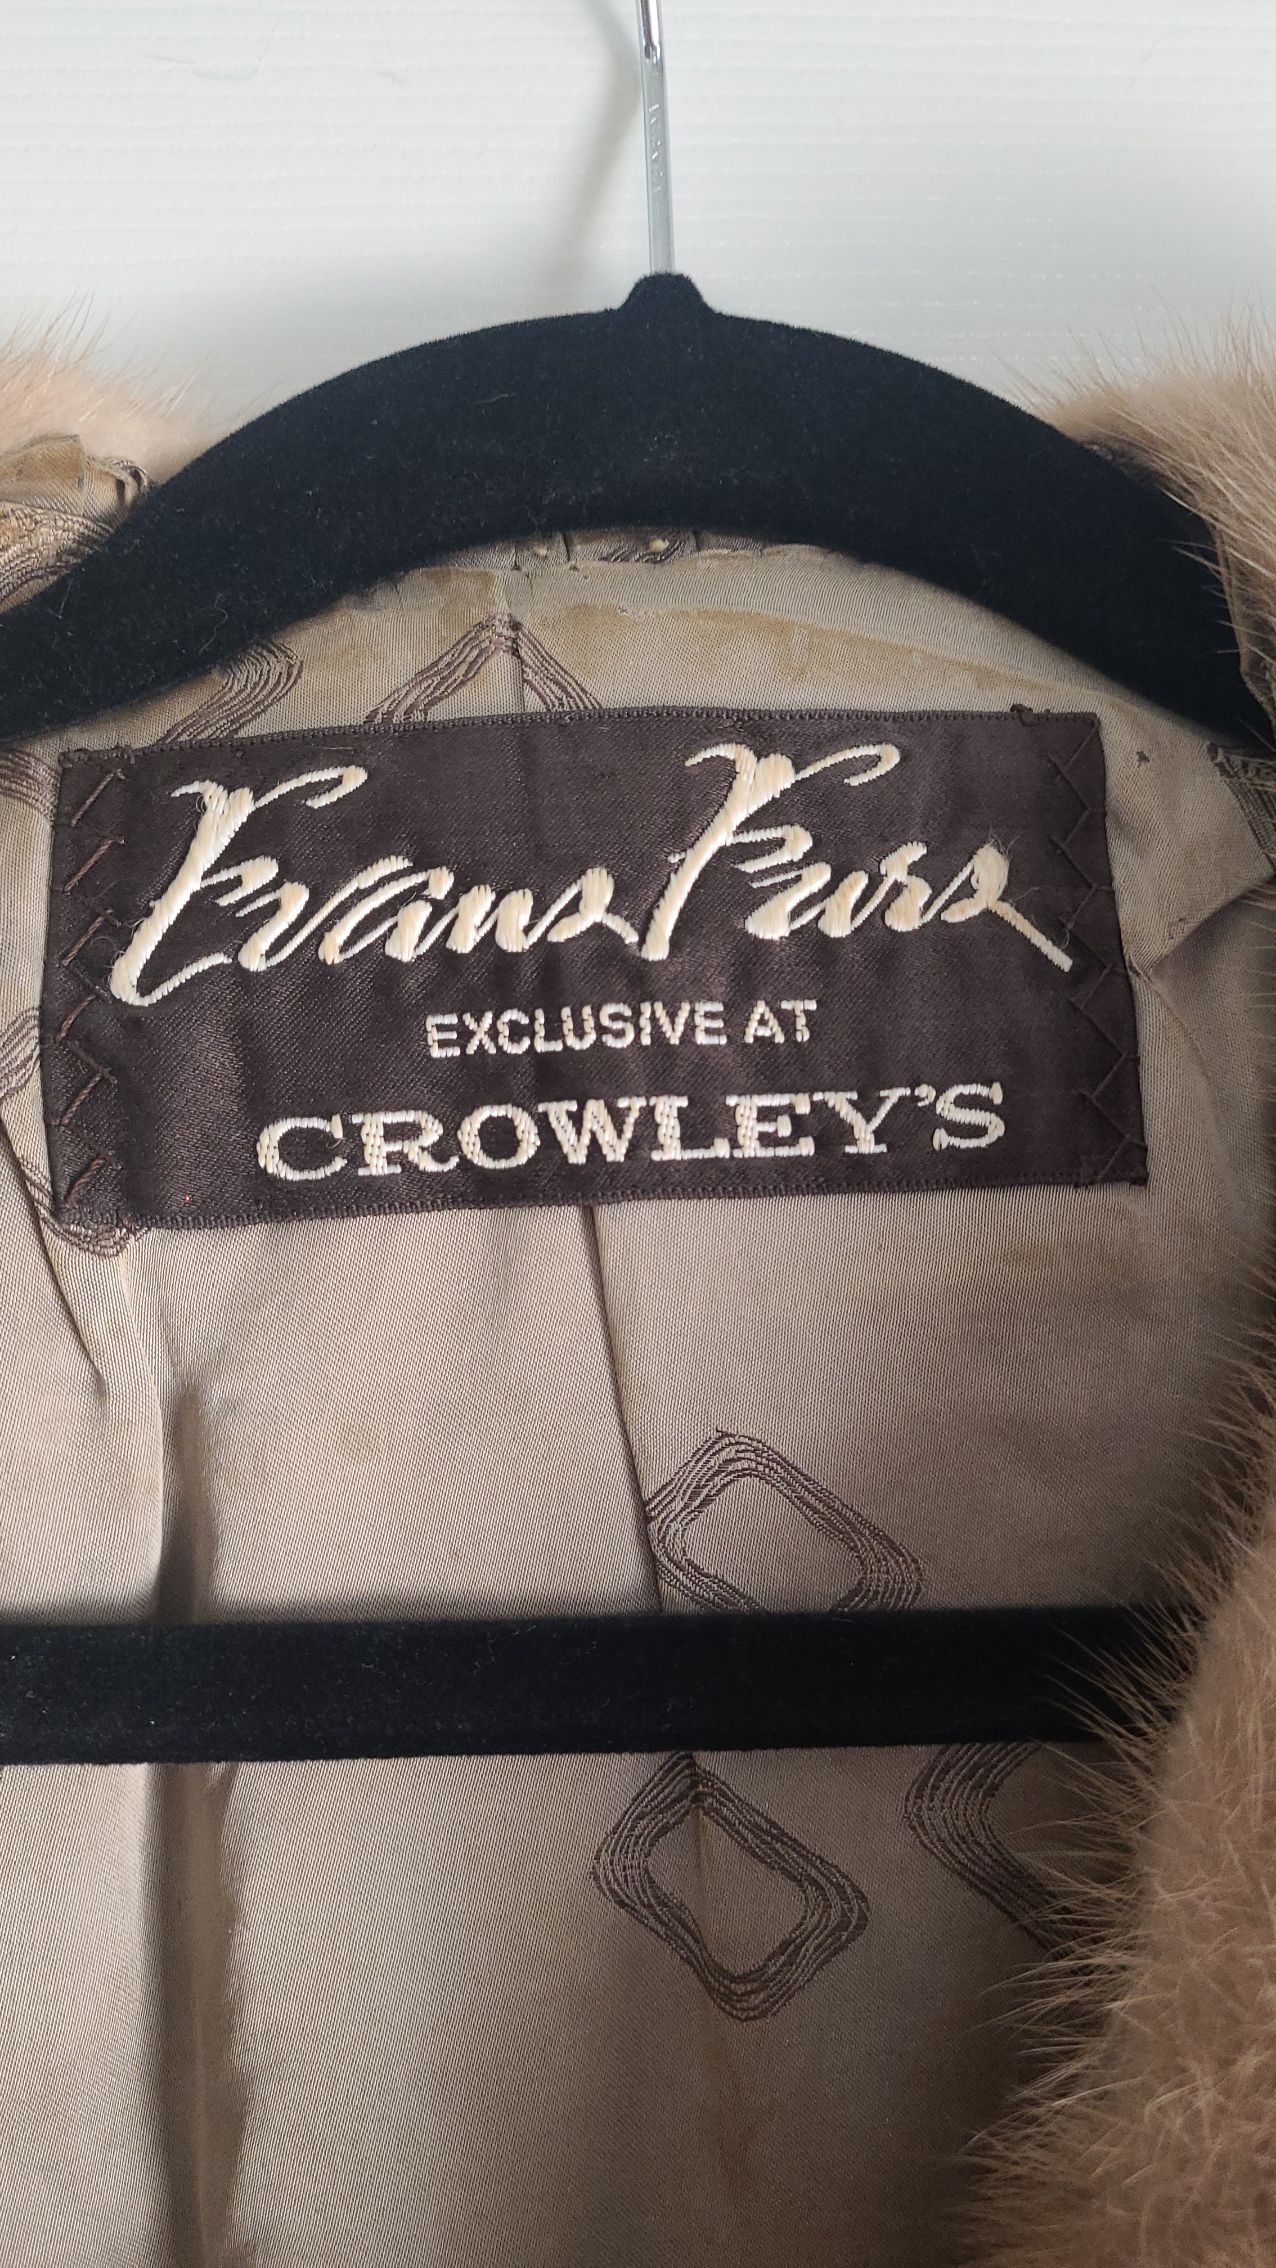 Evans Furs
EXCLUSIVE AT
CROWLEY'S